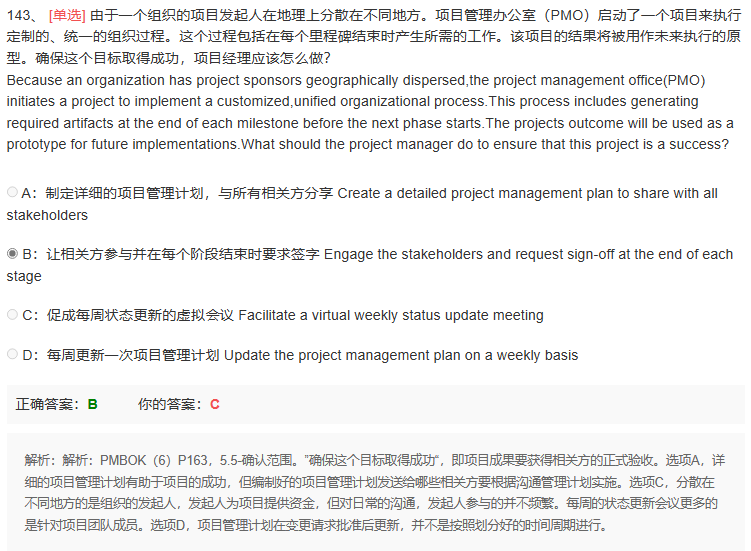 143、 [单选] 由于一个组织的项目发起人在地理上分散在不同地方。项目管理办公室（PMO）启动了一个项目来执行
定制的、统一的组织过程。这个过程包括在每个里程碑结束时产生所需的工作。该项目的结果将被用作未来执行的原
型。确保这个目标取得成功，项目经理应该怎么做？
Because an organization has project sponsors geographically dispersed,the project management office(PMO)
initiates a project to implement a customized,unified organizational process.This process includes generating
required artifacts at the end of each milestone before the next phase starts.The projects outcome will be used as a
prototype for future implementations.What should the project manager do to ensure that this project is a success?
A：制定详细的项目管理计划，与所有相关方分享 Create a detailed project management plan to share with all
stakeholders
B：让相关方参与并在每个阶段结束时要求签字 Engage the stakeholders and request sign-off at the end of each
stage
C：促成每周状态更新的虚拟会议 Facilitate a virtual weekly status update meeting
D：每周更新一次项目管理计划 Update the project management plan on a weekly basis
正确答案：B 你的答案：C
解析：解析：PMBOK（6）P163，5.5-确认范围。”确保这个目标取得成功“，即项目成果要获得相关方的正式验收。选项A，详
细的项目管理计划有助于项目的成功，但编制好的项目管理计划发送给哪些相关方要根据沟通管理计划实施。选项C，分散在
不同地方的是组织的发起人，发起人为项目提供资金，但对日常的沟通，发起人参与的并不频繁。每周的状态更新会议更多的
是针对项目团队成员。选项D，项目管理计划在变更请求批准后更新，并不是按照划分好的时间周期进行。